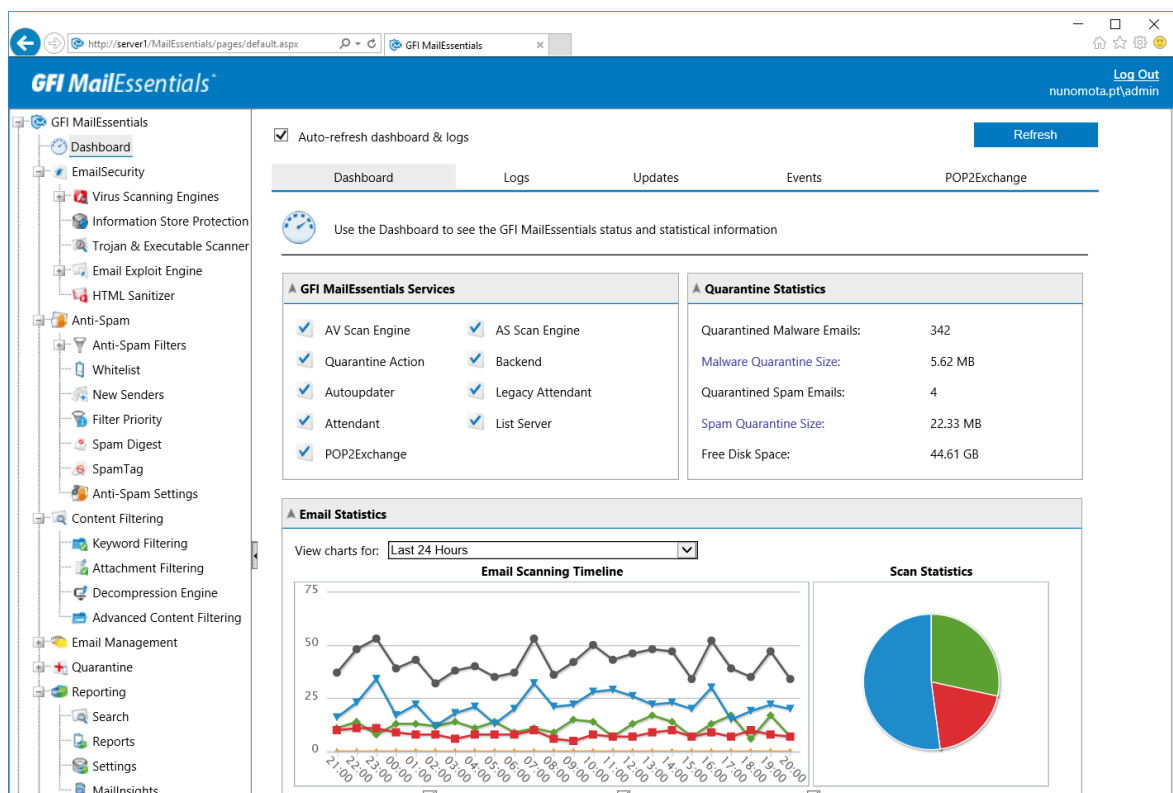 http://server1/MailEssentials/pages/default.aspx
GFI MailEssentials
GFI MailEssentials
Log Out
nunomota.pt\admin
GFI MailEssentials
Dashboard
EmailSecurity
Virus Scanning Engines
Information Store Protection
Trojan & Executable Scanner
Email Exploit Engine
HTML Sanitizer
Anti-Spam
Anti-Spam Filters
Whitelist
New Senders
Filter Priority
Spam Digest
SpamTag
Anti-Spam Settings
Content Filtering
Keyword Filtering
Attachment Filtering
Decompression Engine
Advanced Content Filtering
Email Management
Quarantine
Reporting
Search
Reports
Settings
MailInsights
Auto-refresh dashboard & logs
Refresh
Dashboard Logs Updates Events POP2Exchange
Use the Dashboard to see the GFI MailEssentials status and statistical information
GFI MailEssentials Services
AV Scan Engine AS Scan Engine
Quarantine Action Backend
Autoupdater Legacy Attendant
Attendant List Server
POP2Exchange
Quarantine Statistics
Quarantined Malware Emails: 342
Malware Quarantine Size: 5.62 MB
Quarantined Spam Emails: 4
Spam Quarantine Size: 22.33 MB
Free Disk Space: 44.61 GB
Email Statistics
View charts for: Last 24 Hours
Email Scanning Timeline
75
50
25
0
21:00 22:00 23:00 00:00 01:00 02:00 03:00 04:00 05:00 06:00 07:00 08:00 09:00 10:00 11:00 12:00 13:00 14:00 15:00 16:00 17:00 18:00 19:00 20:00
Scan Statistics